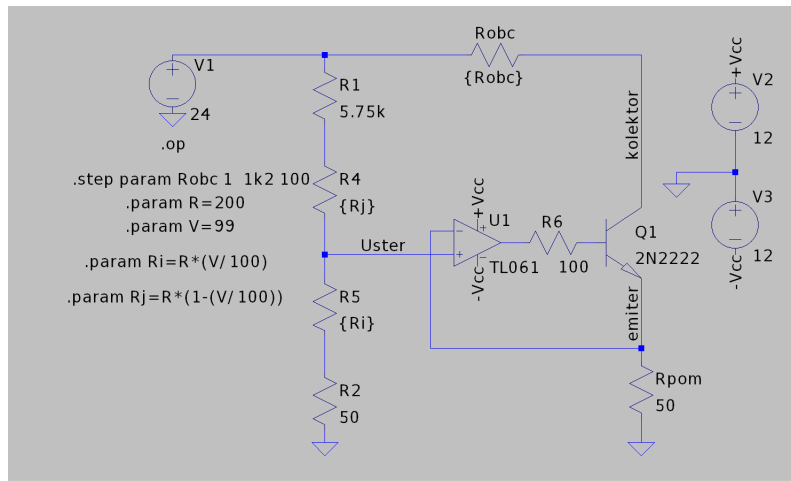 Robc
{Robc}
V1
24
R1
5.75k
+Vcc
V2
12
.op
kolektor
.step param Robc 1  1k2 100
.param R=200
.param V=99
R4
{Rj}
+Vcc
U1
R6
100
Q1
2N2222
V3
12
Uster
.param Ri=R*(V/100)
TL061
-Vcc
-Vcc
.param Rj=R*(1-(V/100))
R5
{Ri}
emiter
R2
50
Rpom
50